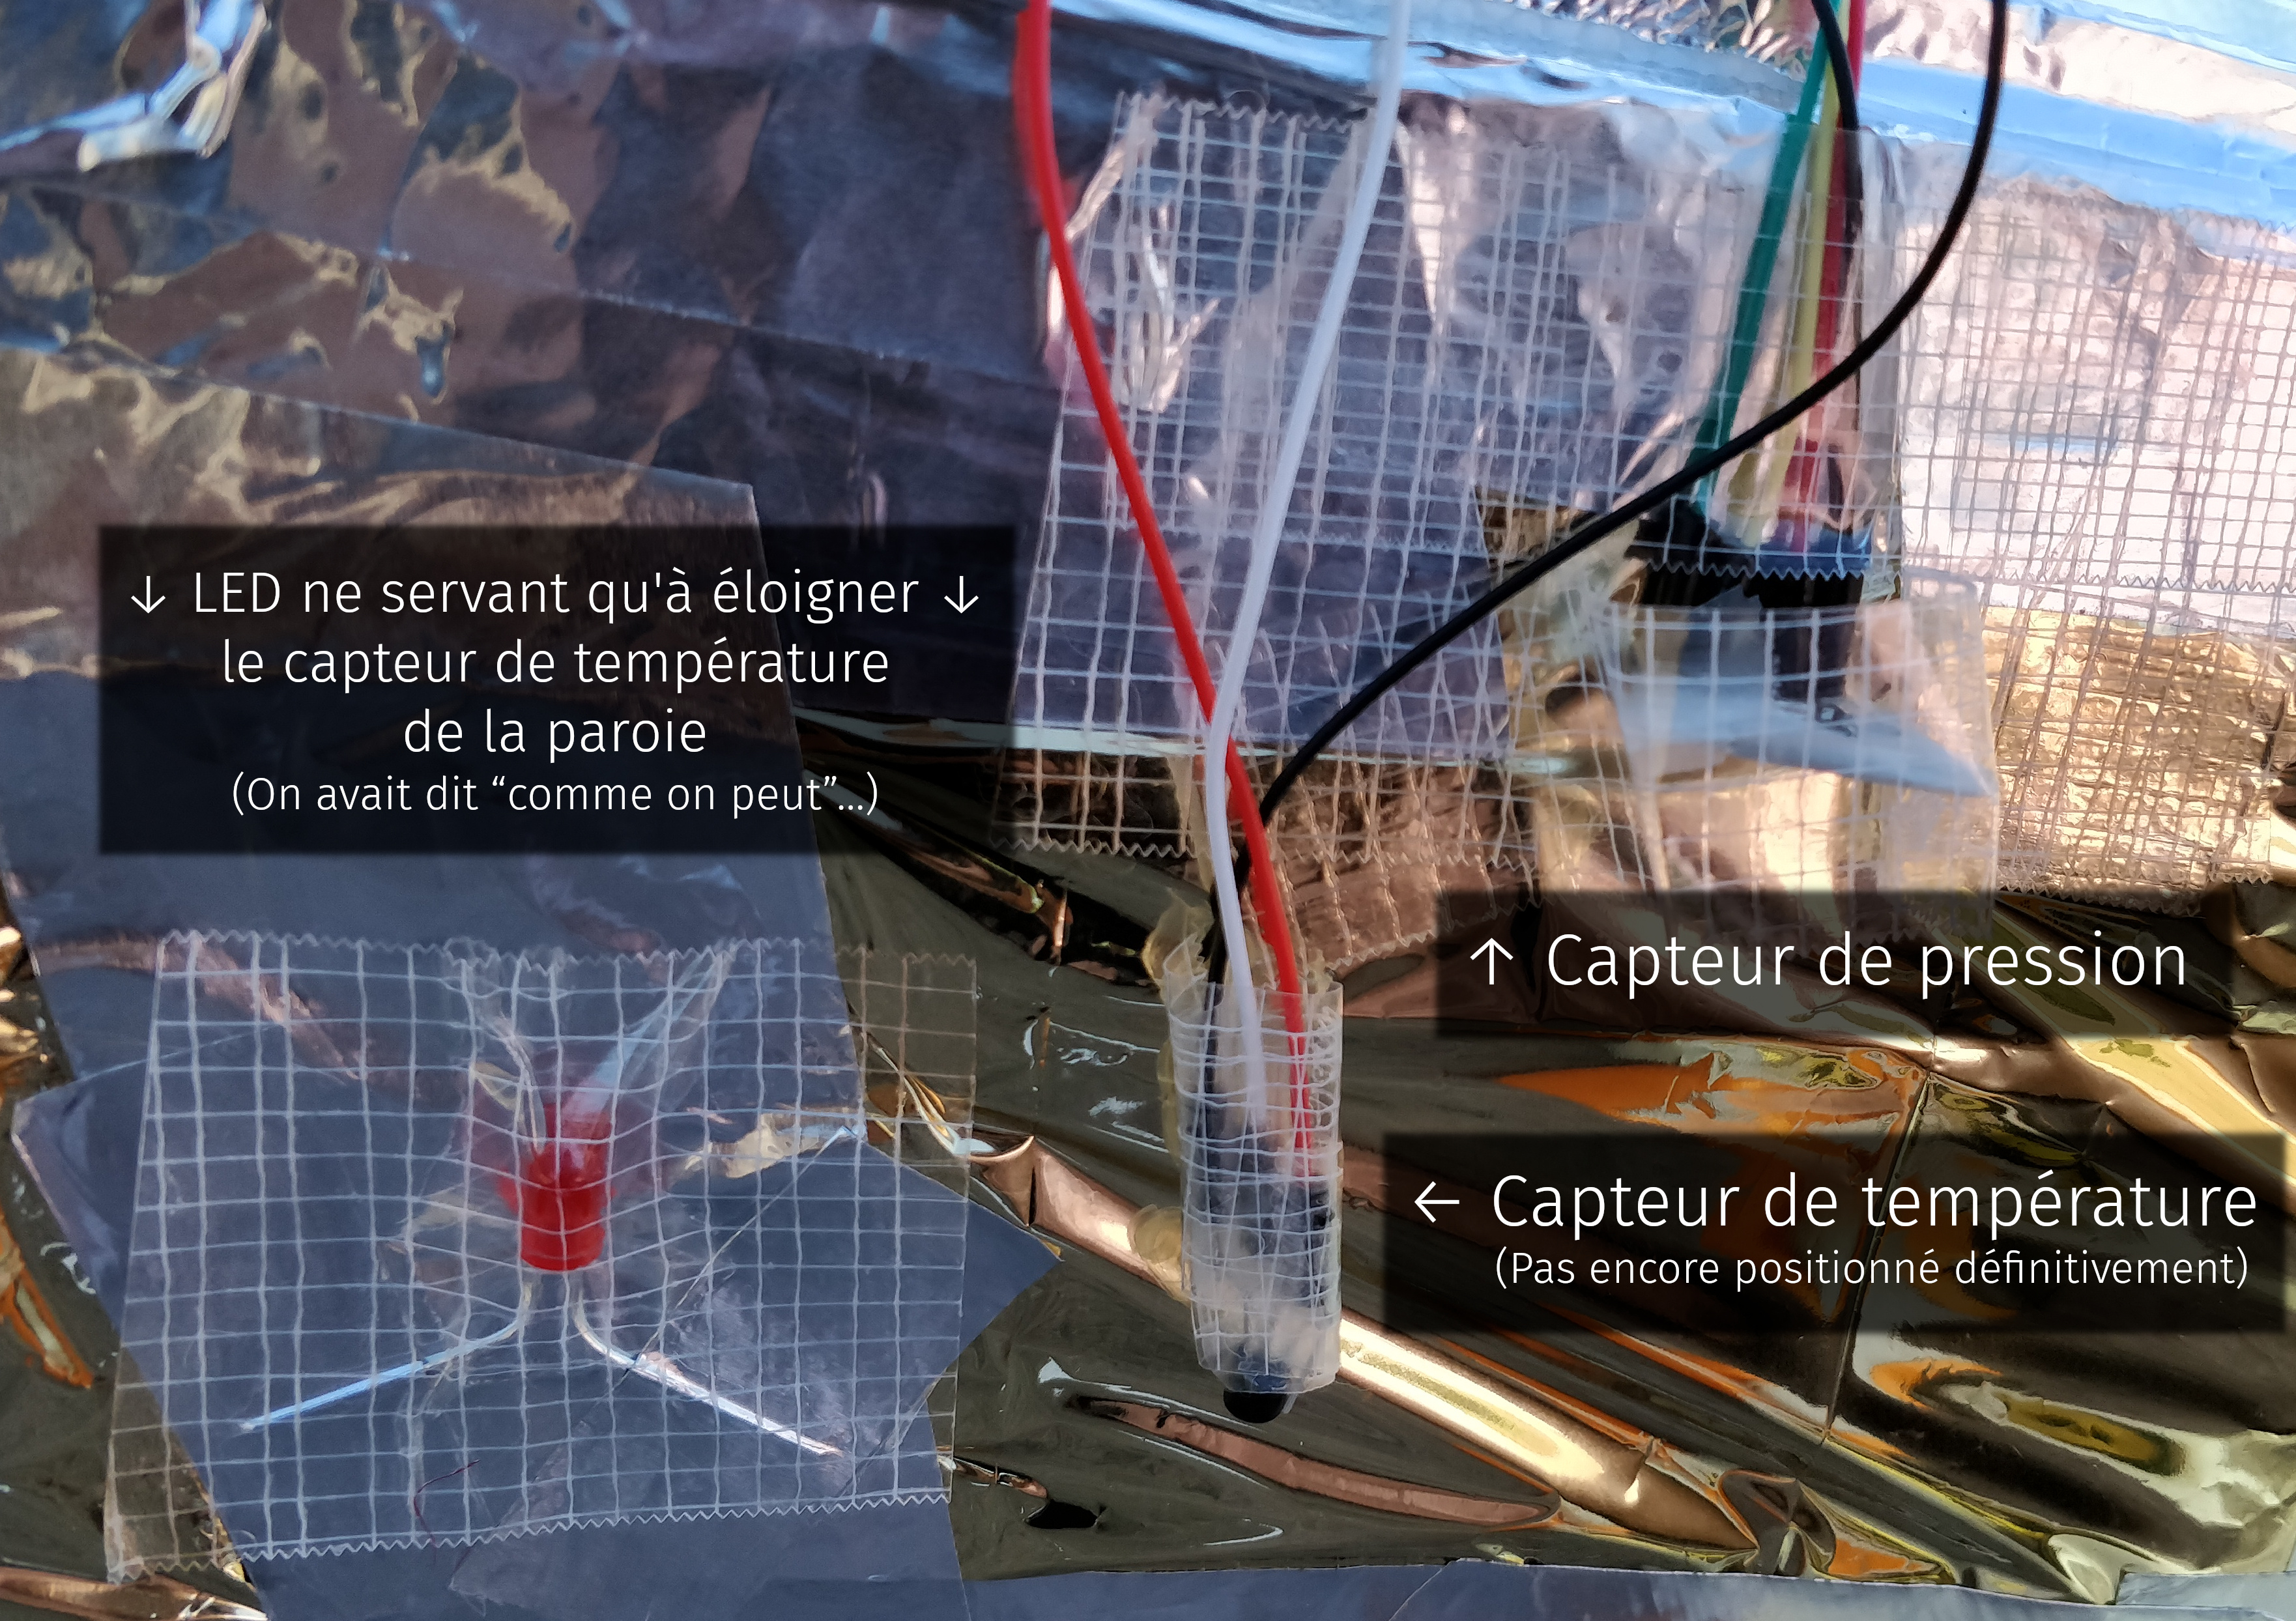 ↓ LED ne servant qu'à éloigner ↓
le capteur de température
de la paroie
(On avait dit “comme on peut”...)
↑ Capteur de pression
← Capteur de température
(Pas encore positionné définitivement)